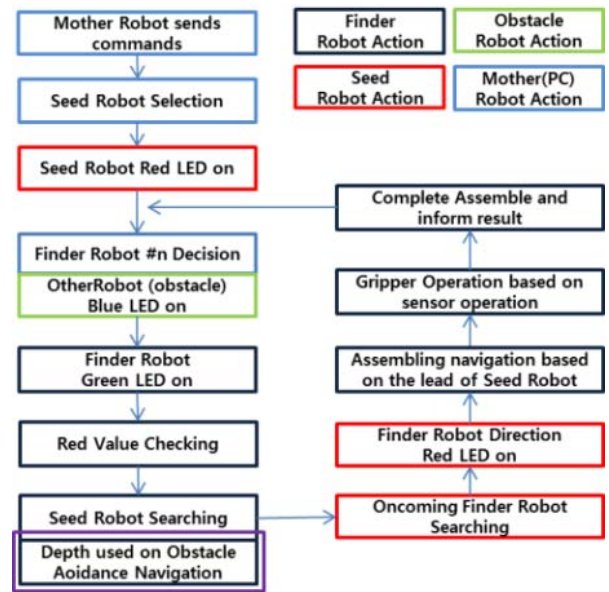 Mother Robot sends
commands
Seed Robot Selection
Seed Robot Red LED on
Finder Robot #n Decision
OtherRobot (obstacle)
Blue LED on
Finder Robot
Green LED on
Red Value Checking
Seed Robot Searching
Depth used on Obstacle
Aoidance Navigation
Finder
Robot Action
Obstacle
Robot Action
Seed
Robot Action
Mother(PC)
Robot Action
Complete Assemble and
inform result
Gripper Operation based on
sensor operation
Assembling navigation based
on the lead of Seed Robot
Finder Robot Direction
Red LED on
Oncoming Finder Robot
Searching